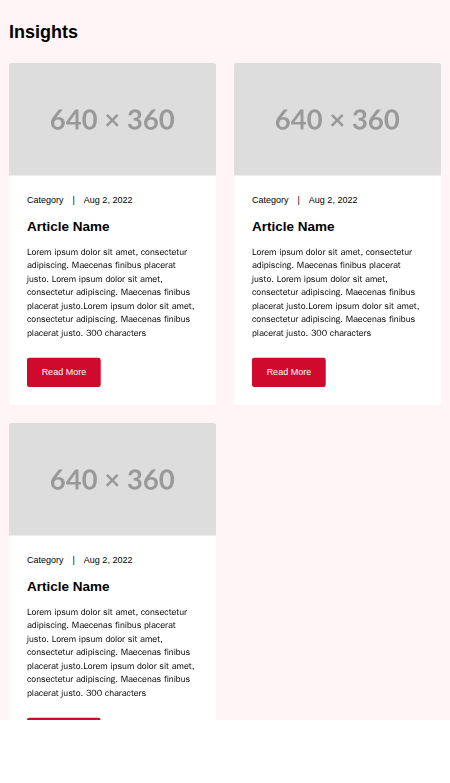 Insights
640 × 360
Category | Aug 2, 2022
Article Name
Lorem ipsum dolor sit amet, consectetur
adipiscing. Maecenas finibus placerat
justo. Lorem ipsum dolor sit amet,
consectetur adipiscing. Maecenas finibus
placerat justo.Lorem ipsum dolor sit amet,
consectetur adipiscing. Maecenas finibus
placerat justo. 300 characters
Read More
640 × 360
Category | Aug 2, 2022
Article Name
Lorem ipsum dolor sit amet, consectetur
adipiscing. Maecenas finibus placerat
justo. Lorem ipsum dolor sit amet,
consectetur adipiscing. Maecenas finibus
placerat justo.Lorem ipsum dolor sit amet,
consectetur adipiscing. Maecenas finibus
placerat justo. 300 characters
Read More
640 × 360
Category | Aug 2, 2022
Article Name
Lorem ipsum dolor sit amet, consectetur
adipiscing. Maecenas finibus placerat
justo. Lorem ipsum dolor sit amet,
consectetur adipiscing. Maecenas finibus
placerat justo.Lorem ipsum dolor sit amet,
consectetur adipiscing. Maecenas finibus
placerat justo. 300 characters